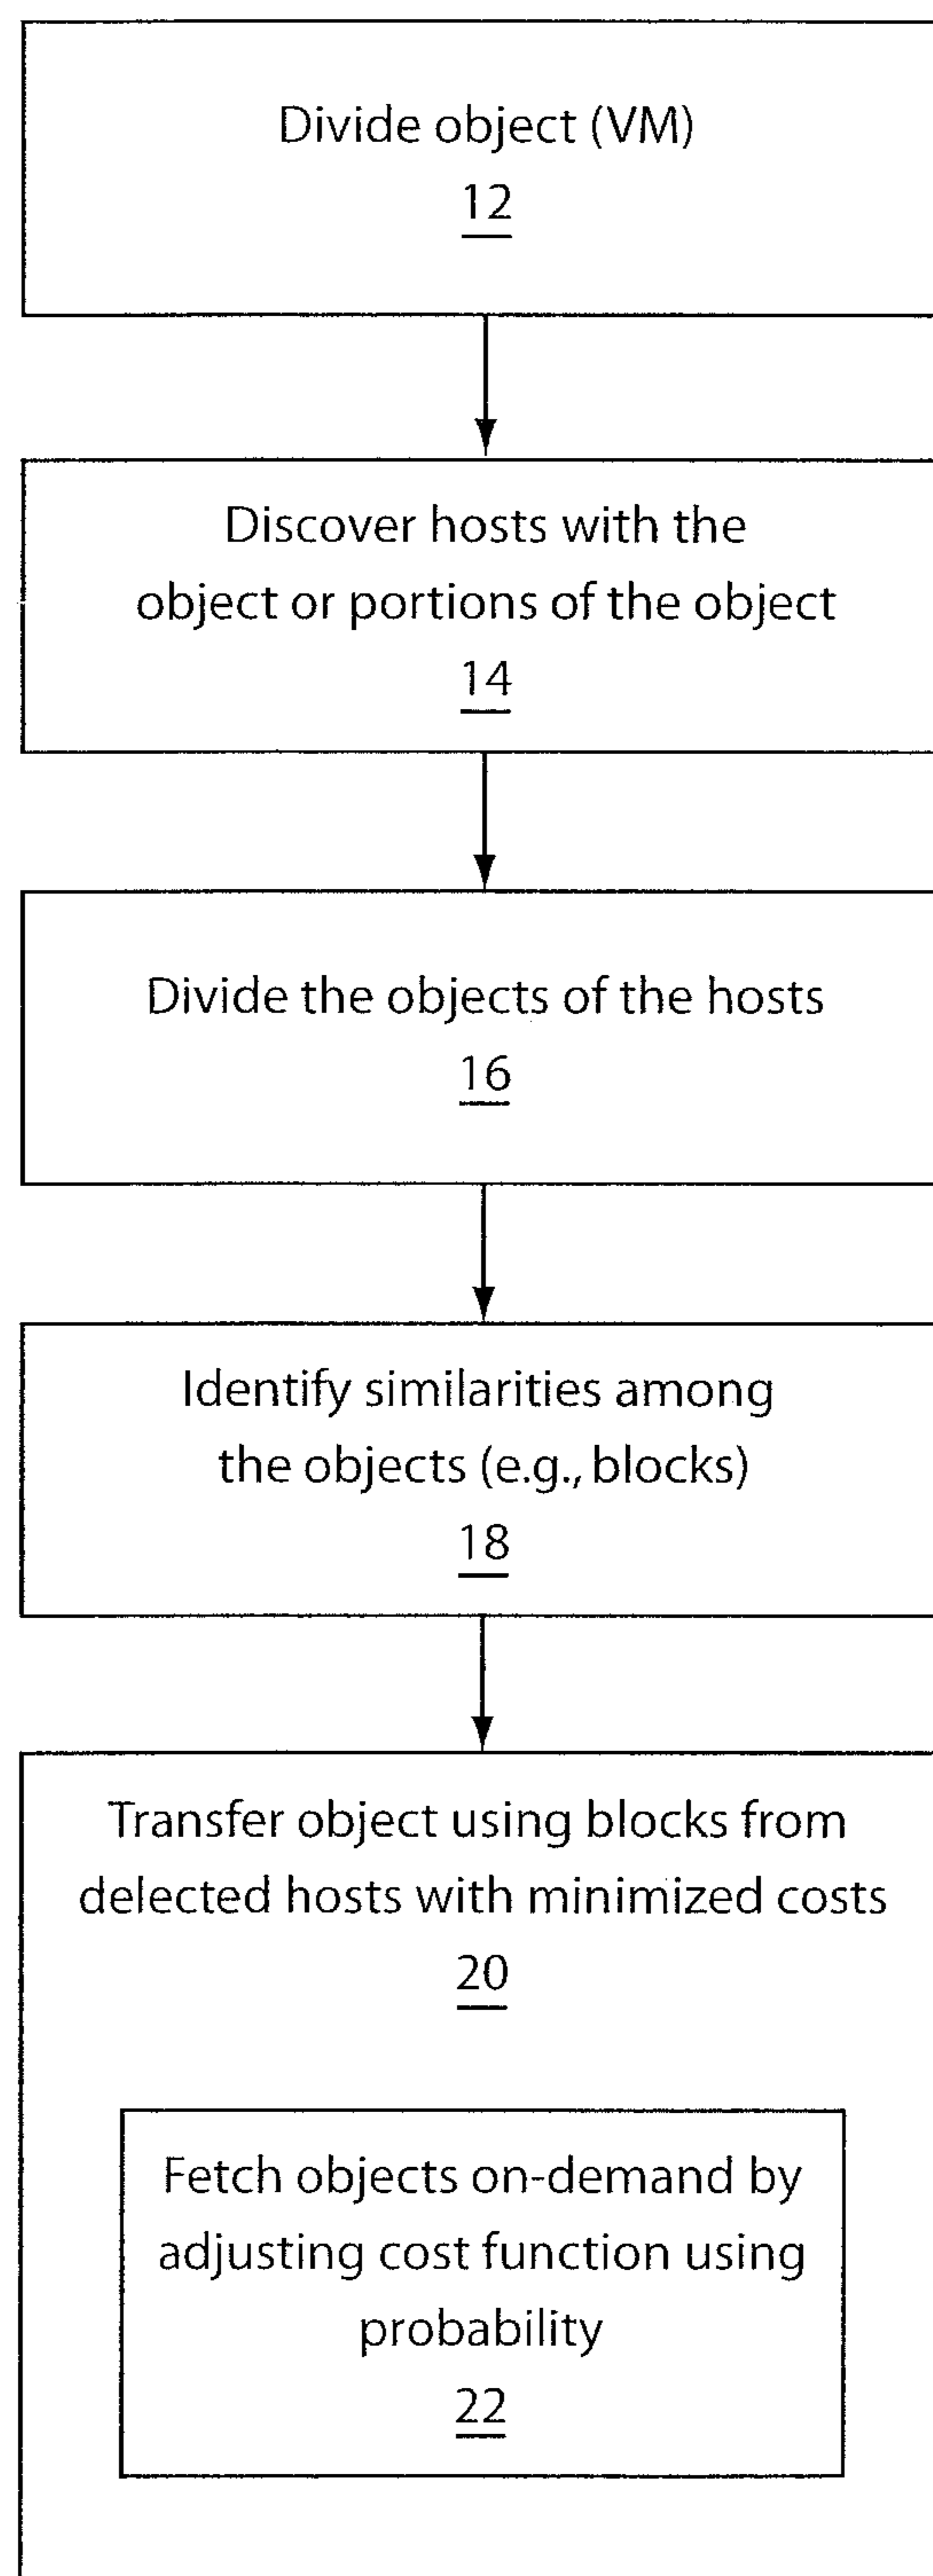 Divide object (VM)
12
Discover hosts with the
object or portions of the object
14
Divide the objects of the hosts
16
Identify similarities among
the objects (e.g., blocks)
18
Transfer object using blocks from
delected hosts with minimized costs
20
Fetch objects on-demand by
adjusting cost function using
probability
22